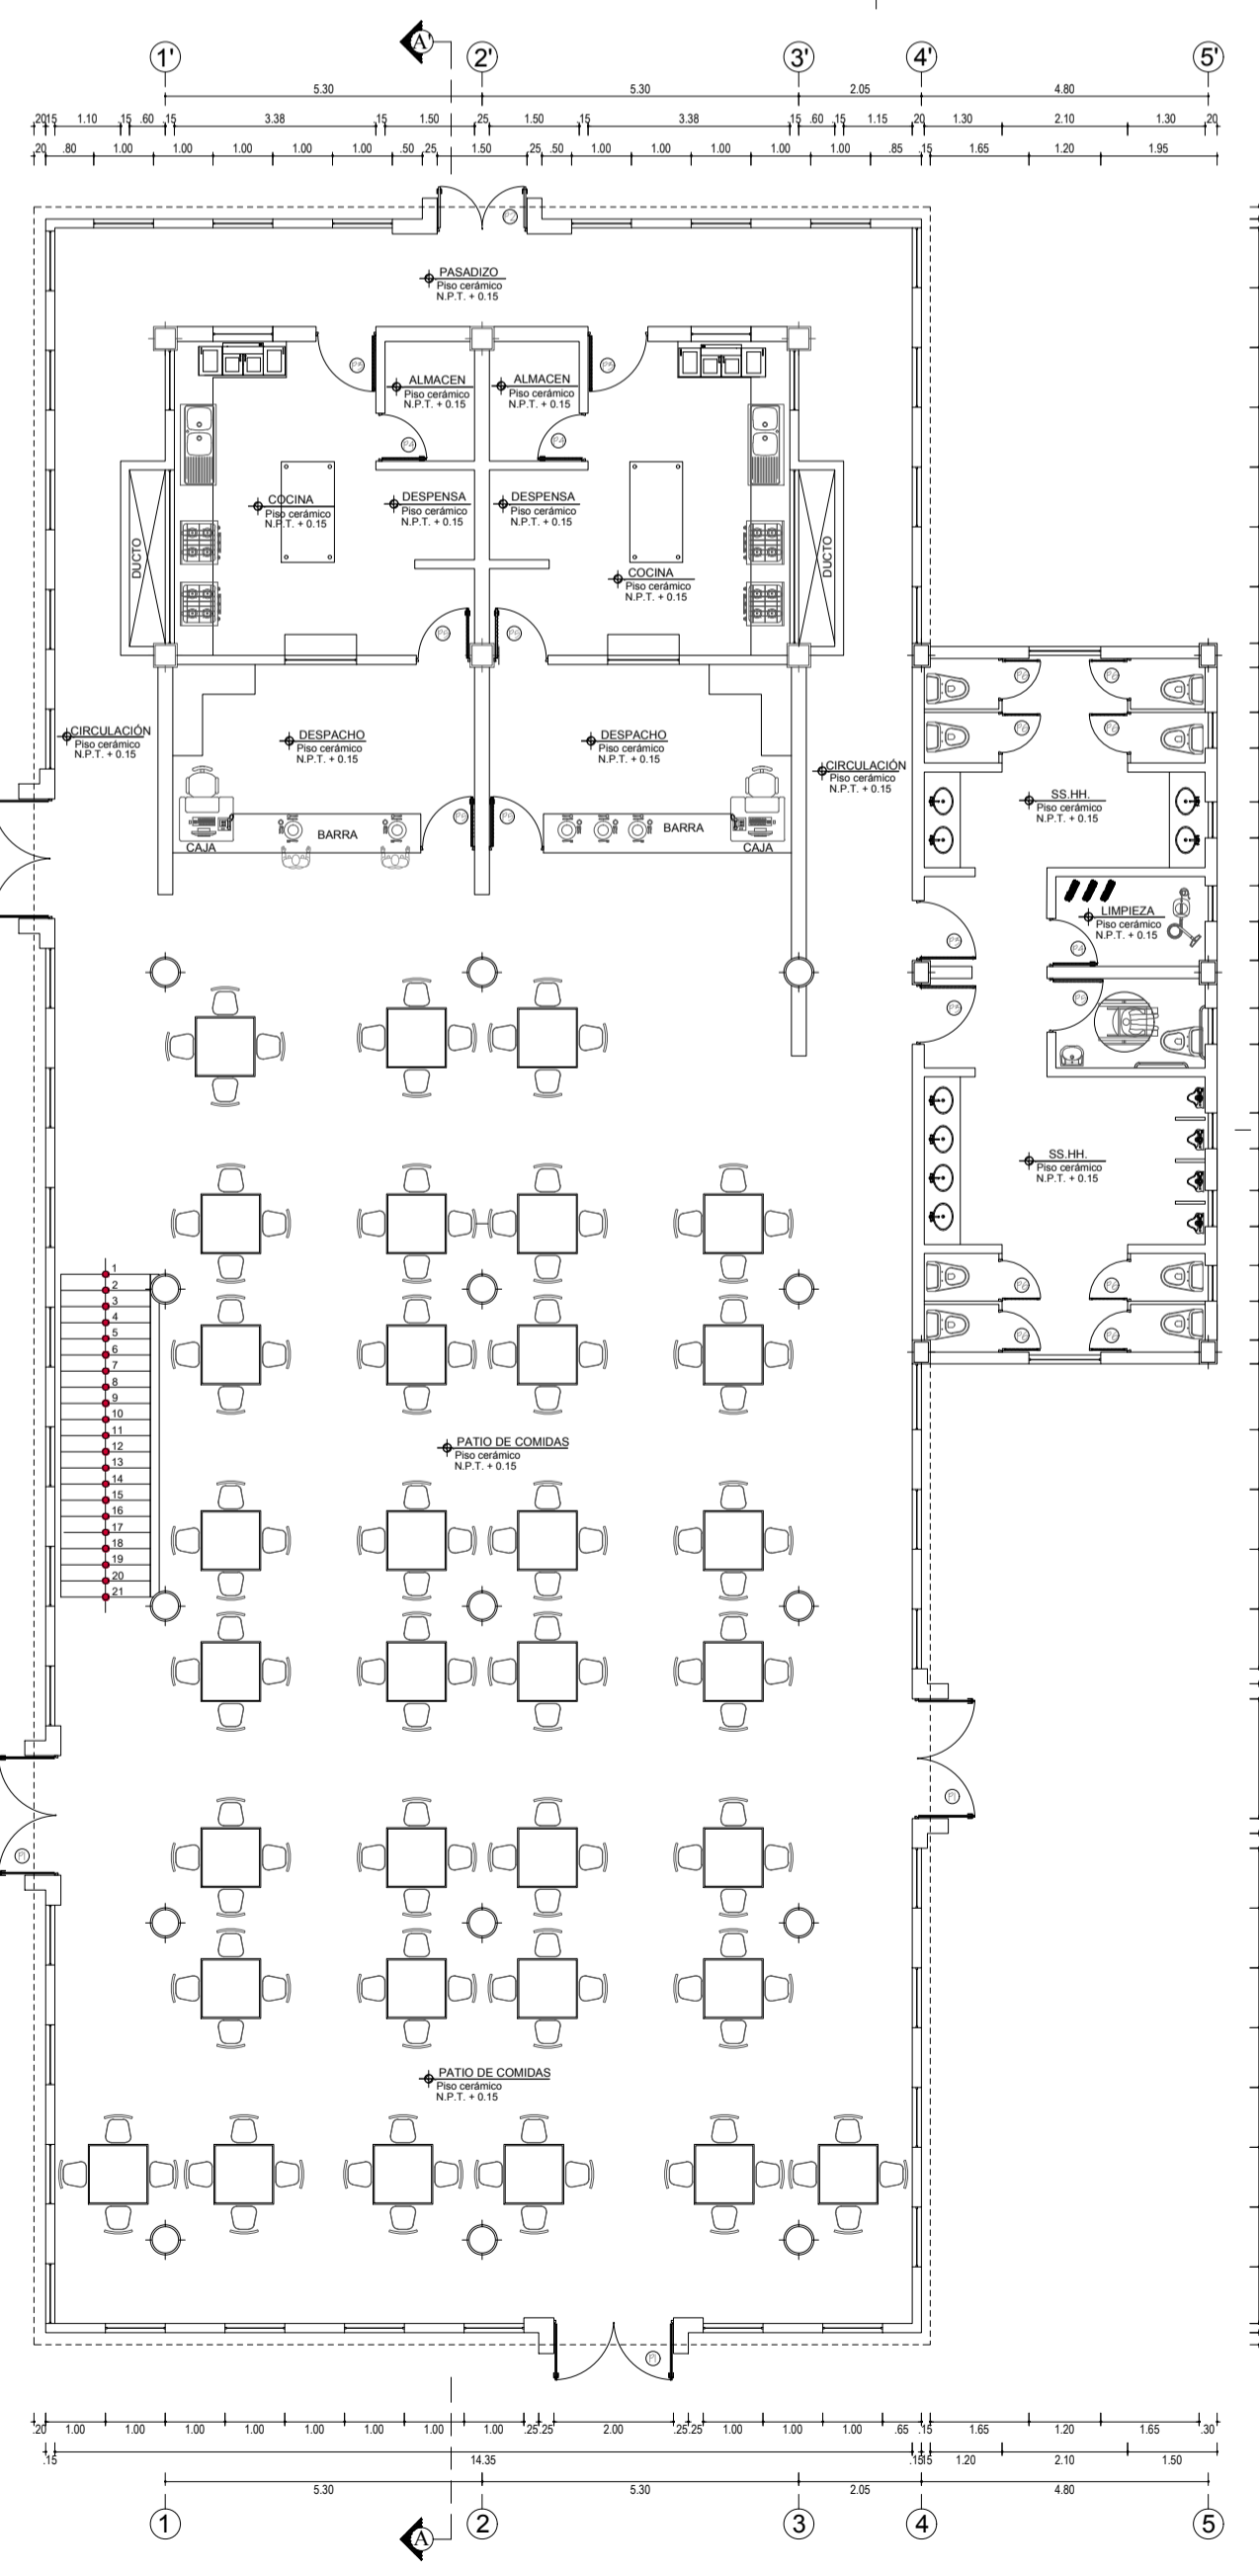 A'
1' 2' 3' 4' 5'
5.30 5.30 2.05 4.80
.20 .15 1.10 .15 .60 .15 3.38 .15 1.50 .25 1.50 .15 3.38 .15 .60 .15 1.15 .20 1.30 2.10 1.30 .20
.20 .80 1.00 1.00 1.00 1.00 1.00 .50 .25 1.50 .25 .50 1.00 1.00 1.00 1.00 1.00 .85 .15 1.65 1.20 1.95
P2
PASADIZO
Piso cerámico
N.P.T. + 0.15
ALMACEN
Piso cerámico
N.P.T. + 0.15
ALMACEN
Piso cerámico
N.P.T. + 0.15
P4 P4
COCINA
Piso cerámico
N.P.T. + 0.15
DESPENSA
Piso cerámico
N.P.T. + 0.15
DESPENSA
Piso cerámico
N.P.T. + 0.15
DUCTO
DUCTO
COCINA
Piso cerámico
N.P.T. + 0.15
CIRCULACIÓN
Piso cerámico
N.P.T. + 0.15
DESPACHO
Piso cerámico
N.P.T. + 0.15
DESPACHO
Piso cerámico
N.P.T. + 0.15
CIRCULACIÓN
Piso cerámico
N.P.T. + 0.15
SS.HH.
Piso cerámico
N.P.T. + 0.15
BARRA
BARRA
CAJA
CAJA
LIMPIEZA
Piso cerámico
N.P.T. + 0.15
P4
SS.HH.
Piso cerámico
N.P.T. + 0.15
1
2
3
4
5
6
7
8
9
10
11
12
13
14
15
16
17
18
19
20
21
PATIO DE COMIDAS
Piso cerámico
N.P.T. + 0.15
P1
P1
PATIO DE COMIDAS
Piso cerámico
N.P.T. + 0.15
P1
.20 1.00 1.00 1.00 1.00 1.00 1.00 1.00 1.00 .25 .25 2.00 .25 .25 1.00 1.00 1.00 .65 .15 1.65 1.20 1.65 .30
.15 14.35 .15 .15 1.20 2.10 1.50
5.30 5.30 2.05 4.80
1 2 3 4 5
A